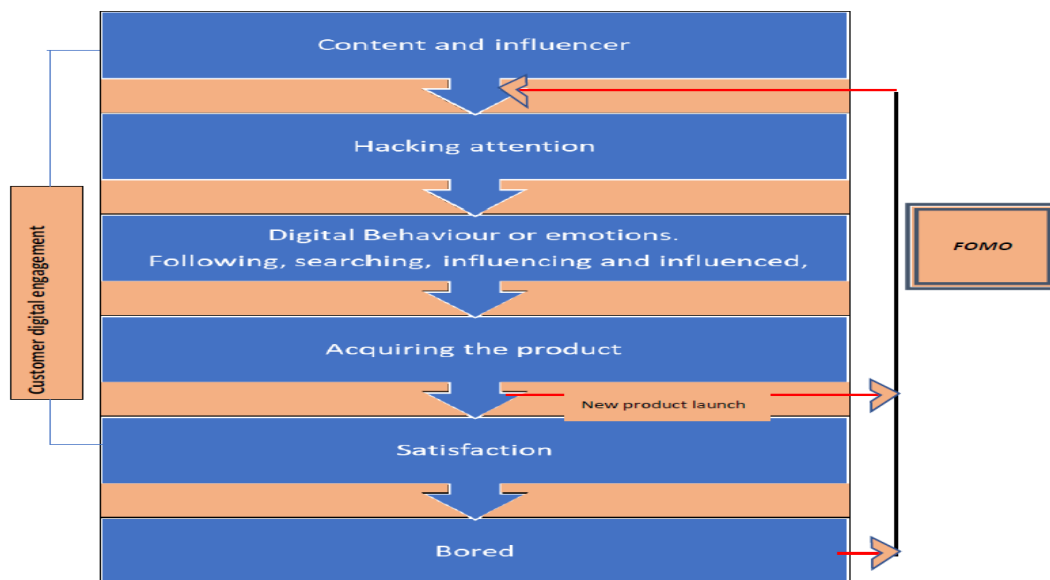 Content and influencer
Hacking attention
Digital Behaviour or emotions.
Following, searching, influencing and influenced,
Acquiring the product
New product launch
Satisfaction
Bored
Customer digital engagement
FOMO